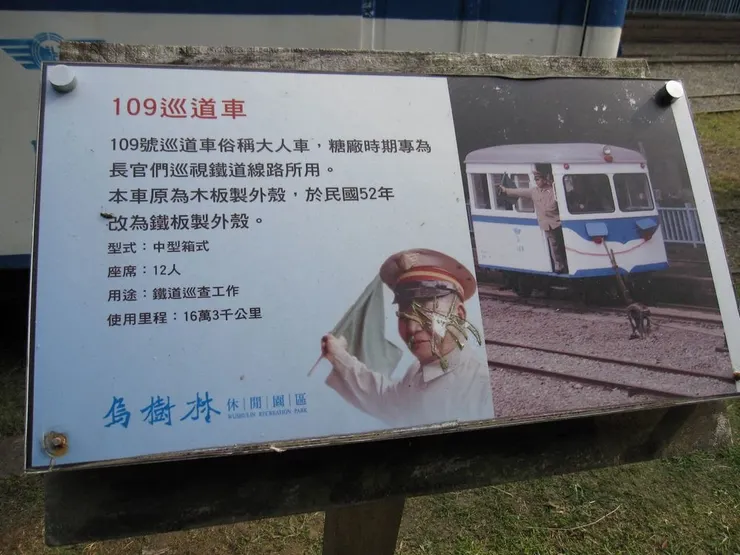 109巡道車
109號巡道車俗稱大人車，糖廠時期專為
長官們巡視鐵道線路所用。
本車原為木板製外殼，於民國52年
改為鐵板製外殼。
型式：中型箱式
座席：12人
用途：鐵道巡查工作
使用里程：16萬3千公里
烏樹林 休|閒|園|區
WUSHULIN RECREATION PARK